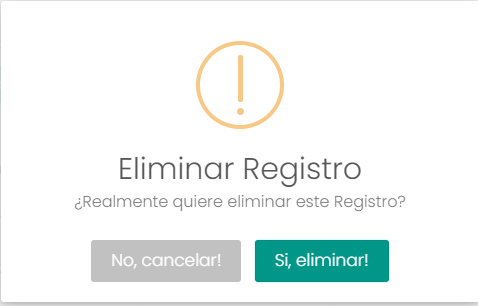 Eliminar Registro
¿Realmente quiere eliminar este Registro?
No, cancelar!
Si, eliminar!